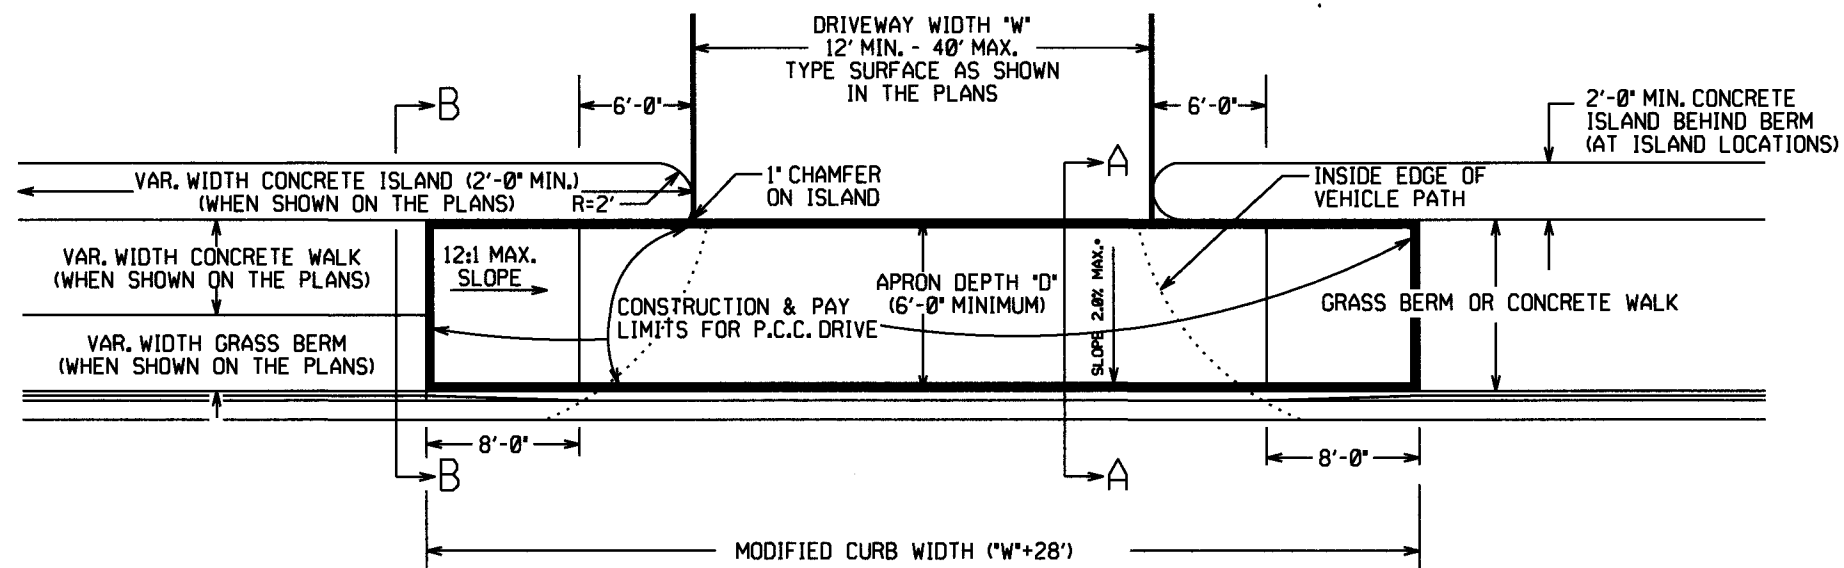 DRIVEWAY WIDTH "W"
12' MIN. - 40' MAX.
TYPE SURFACE AS SHOWN
IN THE PLANS
B
6'-0"
6'-0"
2'-0" MIN. CONCRETE
ISLAND BEHIND BERM
(AT ISLAND LOCATIONS)
A
VAR. WIDTH CONCRETE ISLAND (2'-0" MIN.)
(WHEN SHOWN ON THE PLANS)
R=2'
1" CHAMFER
ON ISLAND
INSIDE EDGE OF
VEHICLE PATH
VAR. WIDTH CONCRETE WALK
(WHEN SHOWN ON THE PLANS)
12:1 MAX.
SLOPE
CONSTRUCTION & PAY
LIMITS FOR P.C.C. DRIVE
APRON DEPTH "D"
(6'-0" MINIMUM)
SLOPE 2.0% MAX.*
GRASS BERM OR CONCRETE WALK
VAR. WIDTH GRASS BERM
(WHEN SHOWN ON THE PLANS)
8'-0"
8'-0"
B
A
MODIFIED CURB WIDTH ("W"+28')